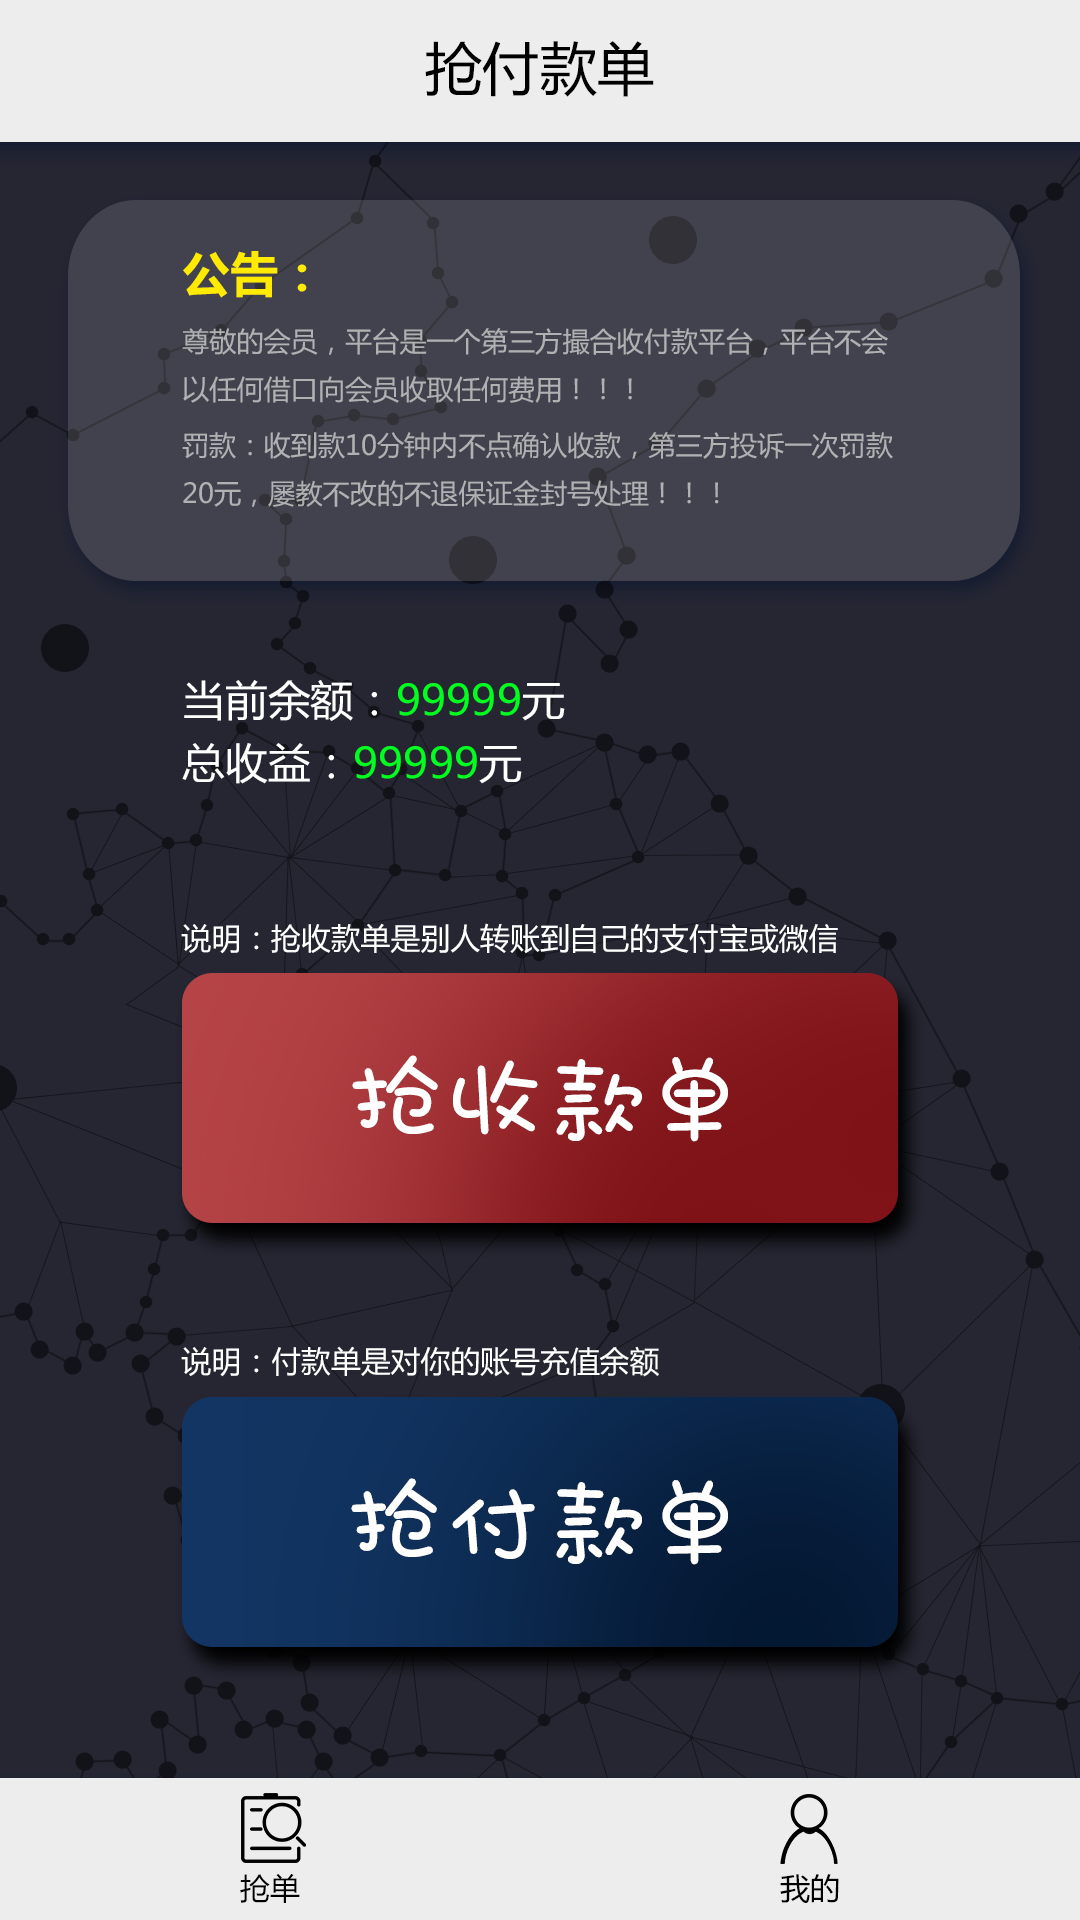 抢付款单
公告：
尊敬的会员，平台是一个第三方撮合收付款平台，平台不会
以任何借口向会员收取任何费用！！！
罚款：收到款10分钟内不点确认收款，第三方投诉一次罚款
20元，屡教不改的不退保证金封号处理！！！
当前余额：99999元
总收益：99999元
说明：抢收款单是别人转账到自己的支付宝或微信
抢收款单
说明：付款单是对你的账号充值余额
抢付款单
抢单
我的